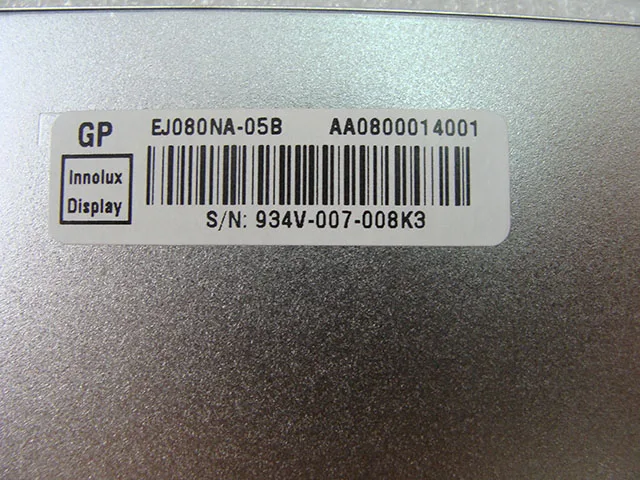 GP EJ080NA-05B AA0800014001
Innolux
Display
S/N: 934V-007-008K3